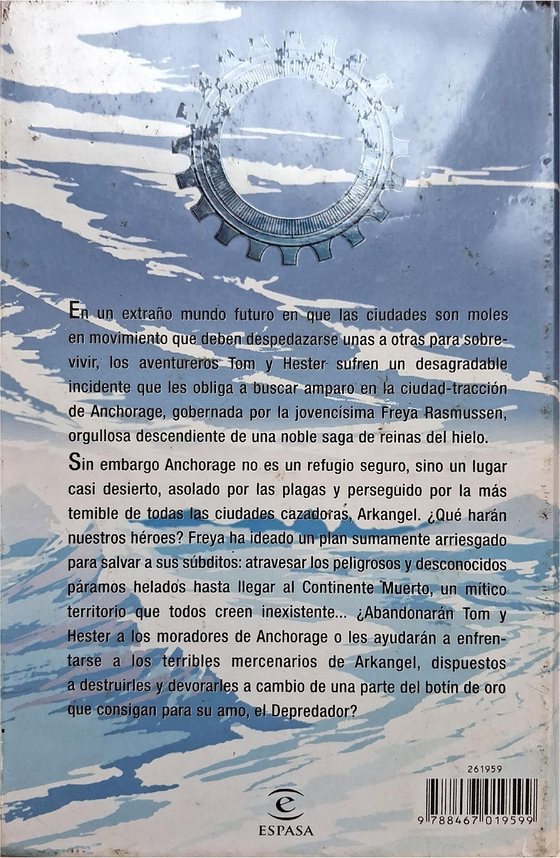 En un extraño mundo futuro en que las ciudades son moles
en movimiento que deben despedazarse unas a otras para sobre-
vivir, los aventureros Tom y Hester sufren un desagradable
incidente que les obliga a buscar amparo en la ciudad-tracción
de Anchorage, gobernada por la jovencísima Freya Rasmussen,
orgullosa descendiente de una noble saga de reinas del hielo.
Sin embargo Anchorage no es un refugio seguro, sino un lugar
casi desierto, asolado por las plagas y perseguido por la más
temible de todas las ciudades cazadoras, Arkangel. ¿Qué harán
nuestros héroes? Freya ha ideado un plan sumamente arriesgado
para salvar a sus súbditos: atravesar los peligrosos y desconocidos
páramos helados hasta llegar al Continente Muerto, un mítico
territorio que todos creen inexistente... ¿Abandonarán Tom y
Hester a los moradores de Anchorage o les ayudarán a enfren-
tarse a los terribles mercenarios de Arkangel, dispuestos
a destruirles y devorarles a cambio de una parte del botín de oro
que consigan para su amo, el Depredador?
261959
9 788467 019599
e
ESPASA